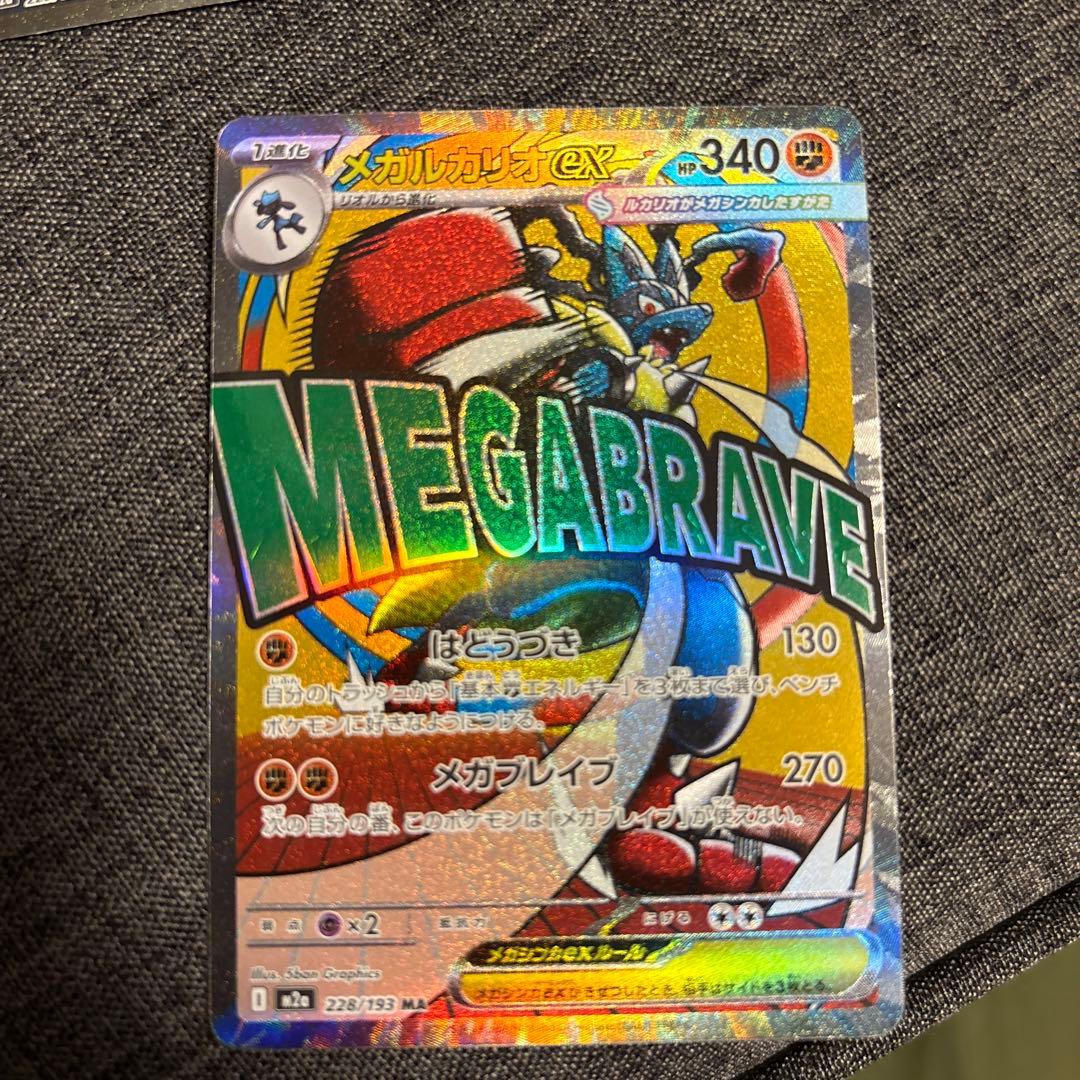 1進化
メガルカリオex
HP340
リオルから進化
ルカリオがメガシンカしたすがた
MEGABRAVE
はどうづき 130
自分のトラッシュから「基本エネルギー」を3枚まで選び、ベンチ
ポケモンに好きなようにつける。
メガブレイブ 270
次の自分の番、このポケモンは「メガブレイブ」が使えない。
弱点 ×2 抵抗力 にげる
メガシンカexルール
Illus. 5ban Graphics
メガシンカexがきぜつしたとき、相手はサイドを3枚とる。
I m2a 228/193 MA